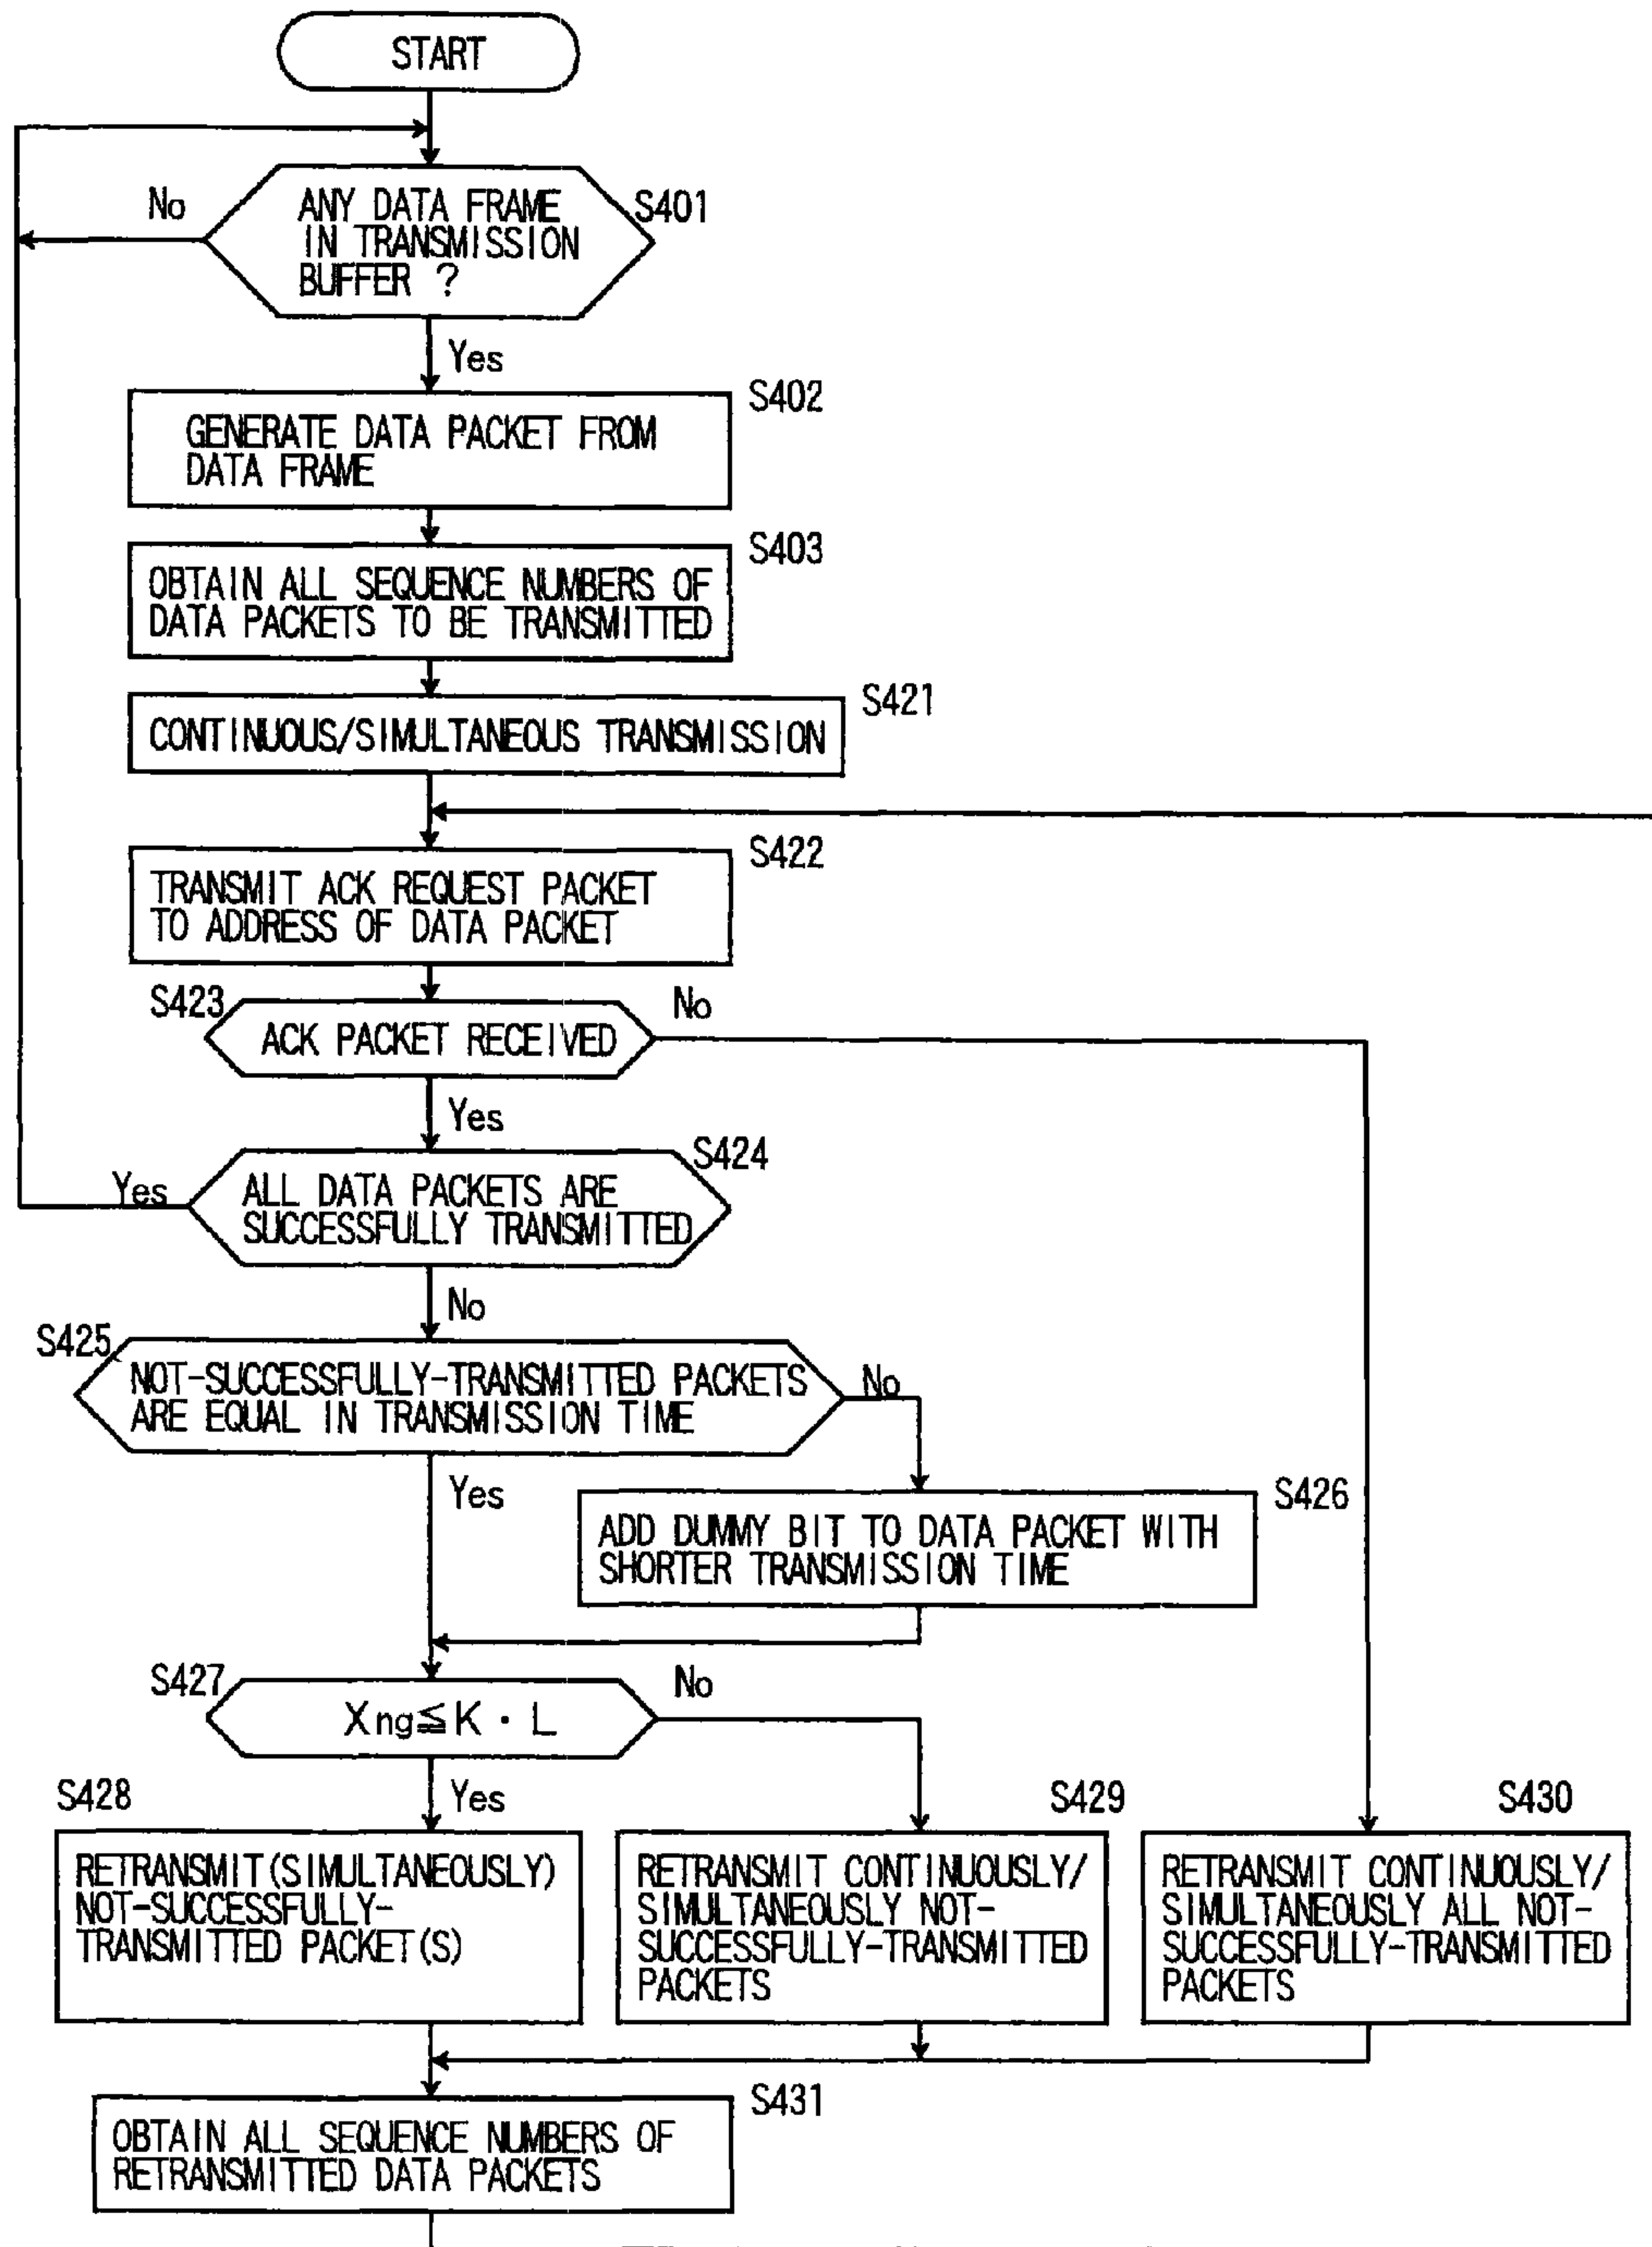 START
No
ANY DATA FRAME
IN TRANSMISSION
BUFFER ?
S401
Yes
S402
GENERATE DATA PACKET FROM
DATA FRAME
S403
OBTAIN ALL SEQUENCE NUMBERS OF
DATA PACKETS TO BE TRANSMITTED
S421
CONTINUOUS/SIMULTANEOUS TRANSMISSION
S422
TRANSMIT ACK REQUEST PACKET
TO ADDRESS OF DATA PACKET
S423
No
ACK PACKET RECEIVED
Yes
S424
Yes
ALL DATA PACKETS ARE
SUCCESSFULLY TRANSMITTED
No
S425
NOT-SUCCESSFULLY-TRANSMITTED PACKETS
ARE EQUAL IN TRANSMISSION TIME
No
Yes
S426
ADD DUMMY BIT TO DATA PACKET WITH
SHORTER TRANSMISSION TIME
S427
No
Xng≦K・L
Yes
S428
RETRANSMIT(SIMULTANEOUSLY)
NOT-SUCCESSFULLY-
TRANSMITTED PACKET(S)
S429
RETRANSMIT CONTINUOUSLY/
SIMULTANEOUSLY NOT-
SUCCESSFULLY-TRANSMITTED
PACKETS
S430
RETRANSMIT CONTINUOUSLY/
SIMULTANEOUSLY ALL NOT-
SUCCESSFULLY-TRANSMITTED
PACKETS
S431
OBTAIN ALL SEQUENCE NUMBERS OF
RETRANSMITTED DATA PACKETS